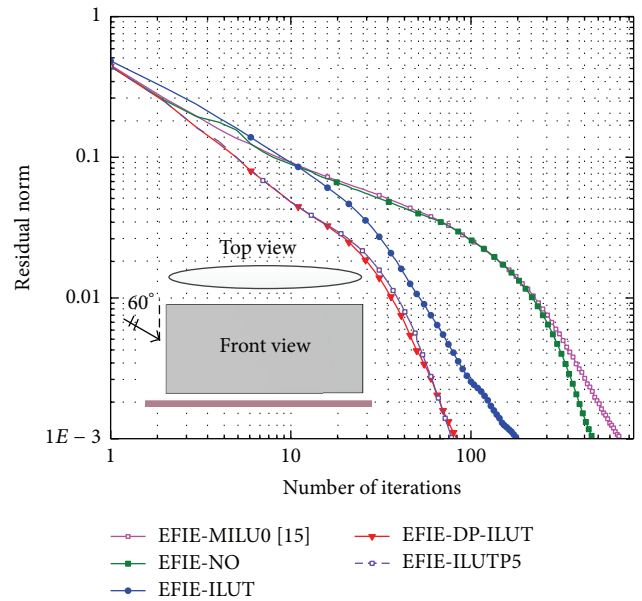 1
0.1
0.01
1E − 3
Residual norm
Top view
60°
Front view
1
10
100
Number of iterations
EFIE-MILU0 [15]
EFIE-NO
EFIE-ILUT
EFIE-DP-ILUT
EFIE-ILUTP5